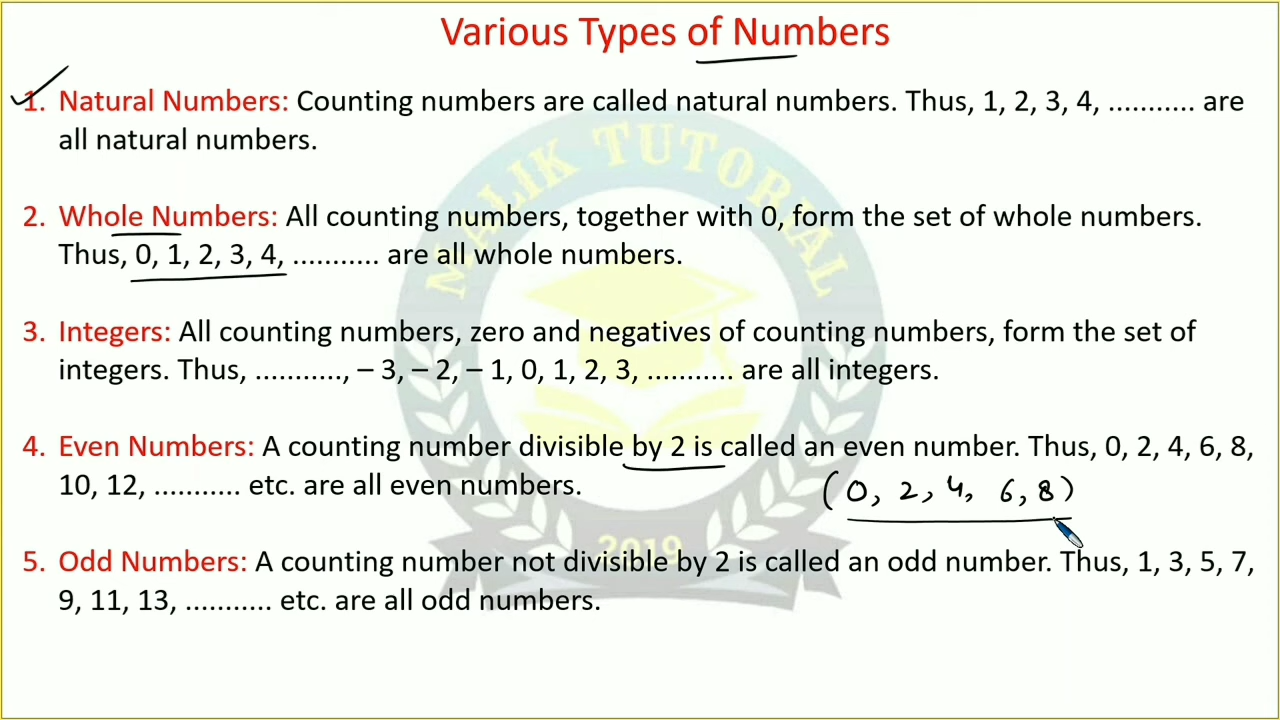 Various Types of Numbers
1. Natural Numbers: Counting numbers are called natural numbers. Thus, 1, 2, 3, 4, ........... are
all natural numbers.
2. Whole Numbers: All counting numbers, together with 0, form the set of whole numbers.
Thus, 0, 1, 2, 3, 4, ........... are all whole numbers.
3. Integers: All counting numbers, zero and negatives of counting numbers, form the set of
integers. Thus, ..........., – 3, – 2, – 1, 0, 1, 2, 3, ........... are all integers.
4. Even Numbers: A counting number divisible by 2 is called an even number. Thus, 0, 2, 4, 6, 8,
10, 12, ........... etc. are all even numbers.
(0, 2, 4, 6, 8)
5. Odd Numbers: A counting number not divisible by 2 is called an odd number. Thus, 1, 3, 5, 7,
9, 11, 13, ........... etc. are all odd numbers.
MALIK TUTORIAL
2019